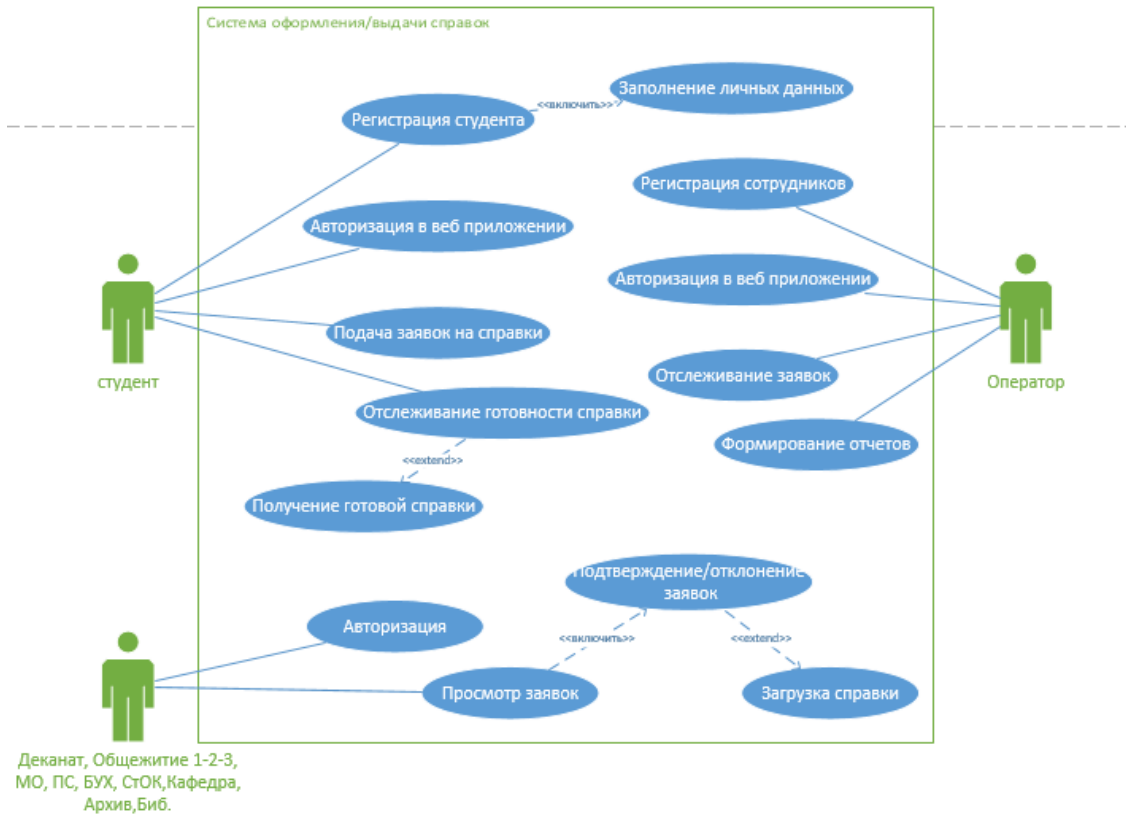 Система оформления/выдачи справок
Заполнение личных данных
<<включить>>
Регистрация студента
Регистрация сотрудников
Авторизация в веб приложении
Авторизация в веб приложении
Подача заявок на справки
студент
Отслеживание заявок
Оператор
Отслеживание готовности справки
Формирование отчетов
<<extend>>
Получение готовой справки
Подтверждение/отклонение
заявок
Авторизация
<<включить>>
<<extend>>
Просмотр заявок
Загрузка справки
Деканат, Общежитие 1-2-3,
МО, ПС, БУХ, СтОК,Кафедра,
Архив,Биб.